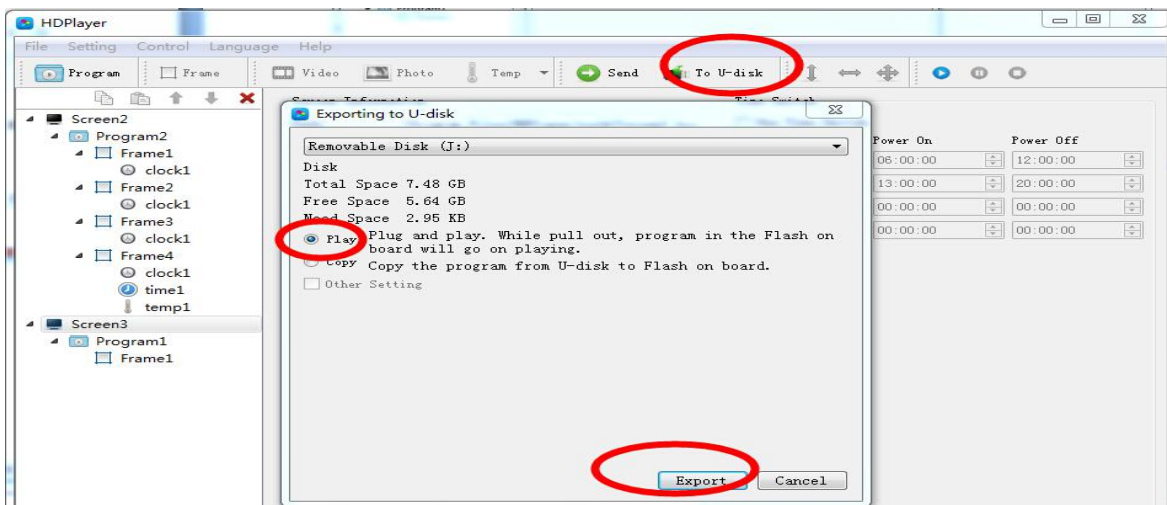 HDPlayer
File Setting Control Language Help
Program Frame Video Photo Temp Send To U-disk
Screen2
Program2
Frame1
clock1
Frame2
clock1
Frame3
clock1
Frame4
clock1
time1
temp1
Screen3
Program1
Frame1
Exporting to U-disk
Removable Disk (J:)
Disk
Total Space 7.48 GB
Free Space 5.64 GB
Need Space 2.95 KB
Play Plug and play. While pull out, program in the Flash on
board will go on playing.
Copy Copy the program from U-disk to Flash on board.
Other Setting
Export Cancel
Power On Power Off
06:00:00 12:00:00
13:00:00 20:00:00
00:00:00 00:00:00
00:00:00 00:00:00